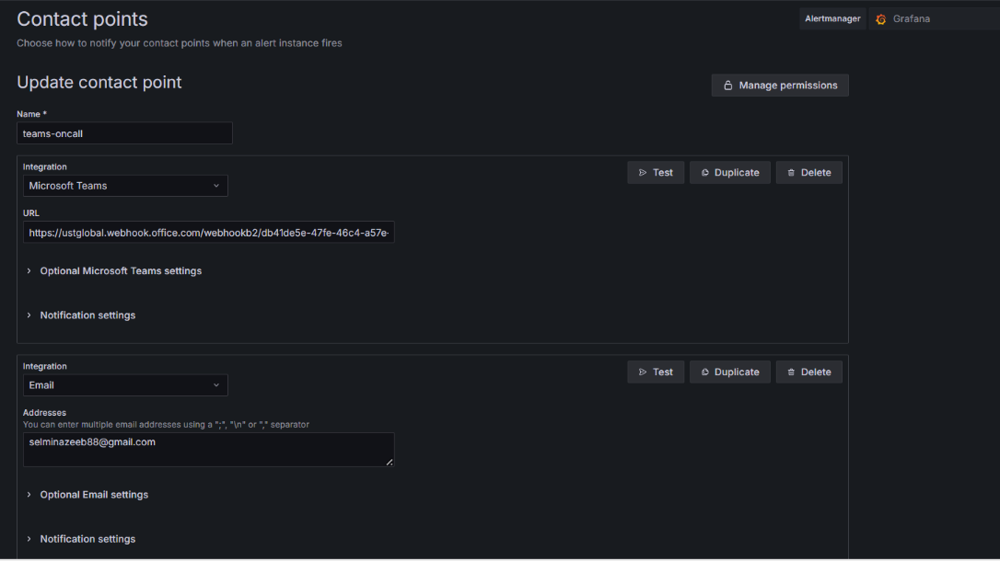 Contact points
Alertmanager
Grafana
Choose how to notify your contact points when an alert instance fires
Update contact point
Manage permissions
Name *
teams-oncall
Integration
Test
Duplicate
Delete
Microsoft Teams
URL
https://ustglobal.webhook.office.com/webhookb2/db41de5e-47fe-46c4-a57e-
Optional Microsoft Teams settings
Notification settings
Integration
Test
Duplicate
Delete
Email
Addresses
You can enter multiple email addresses using a ";", "\n" or "," separator
selminazeeb88@gmail.com
Optional Email settings
Notification settings